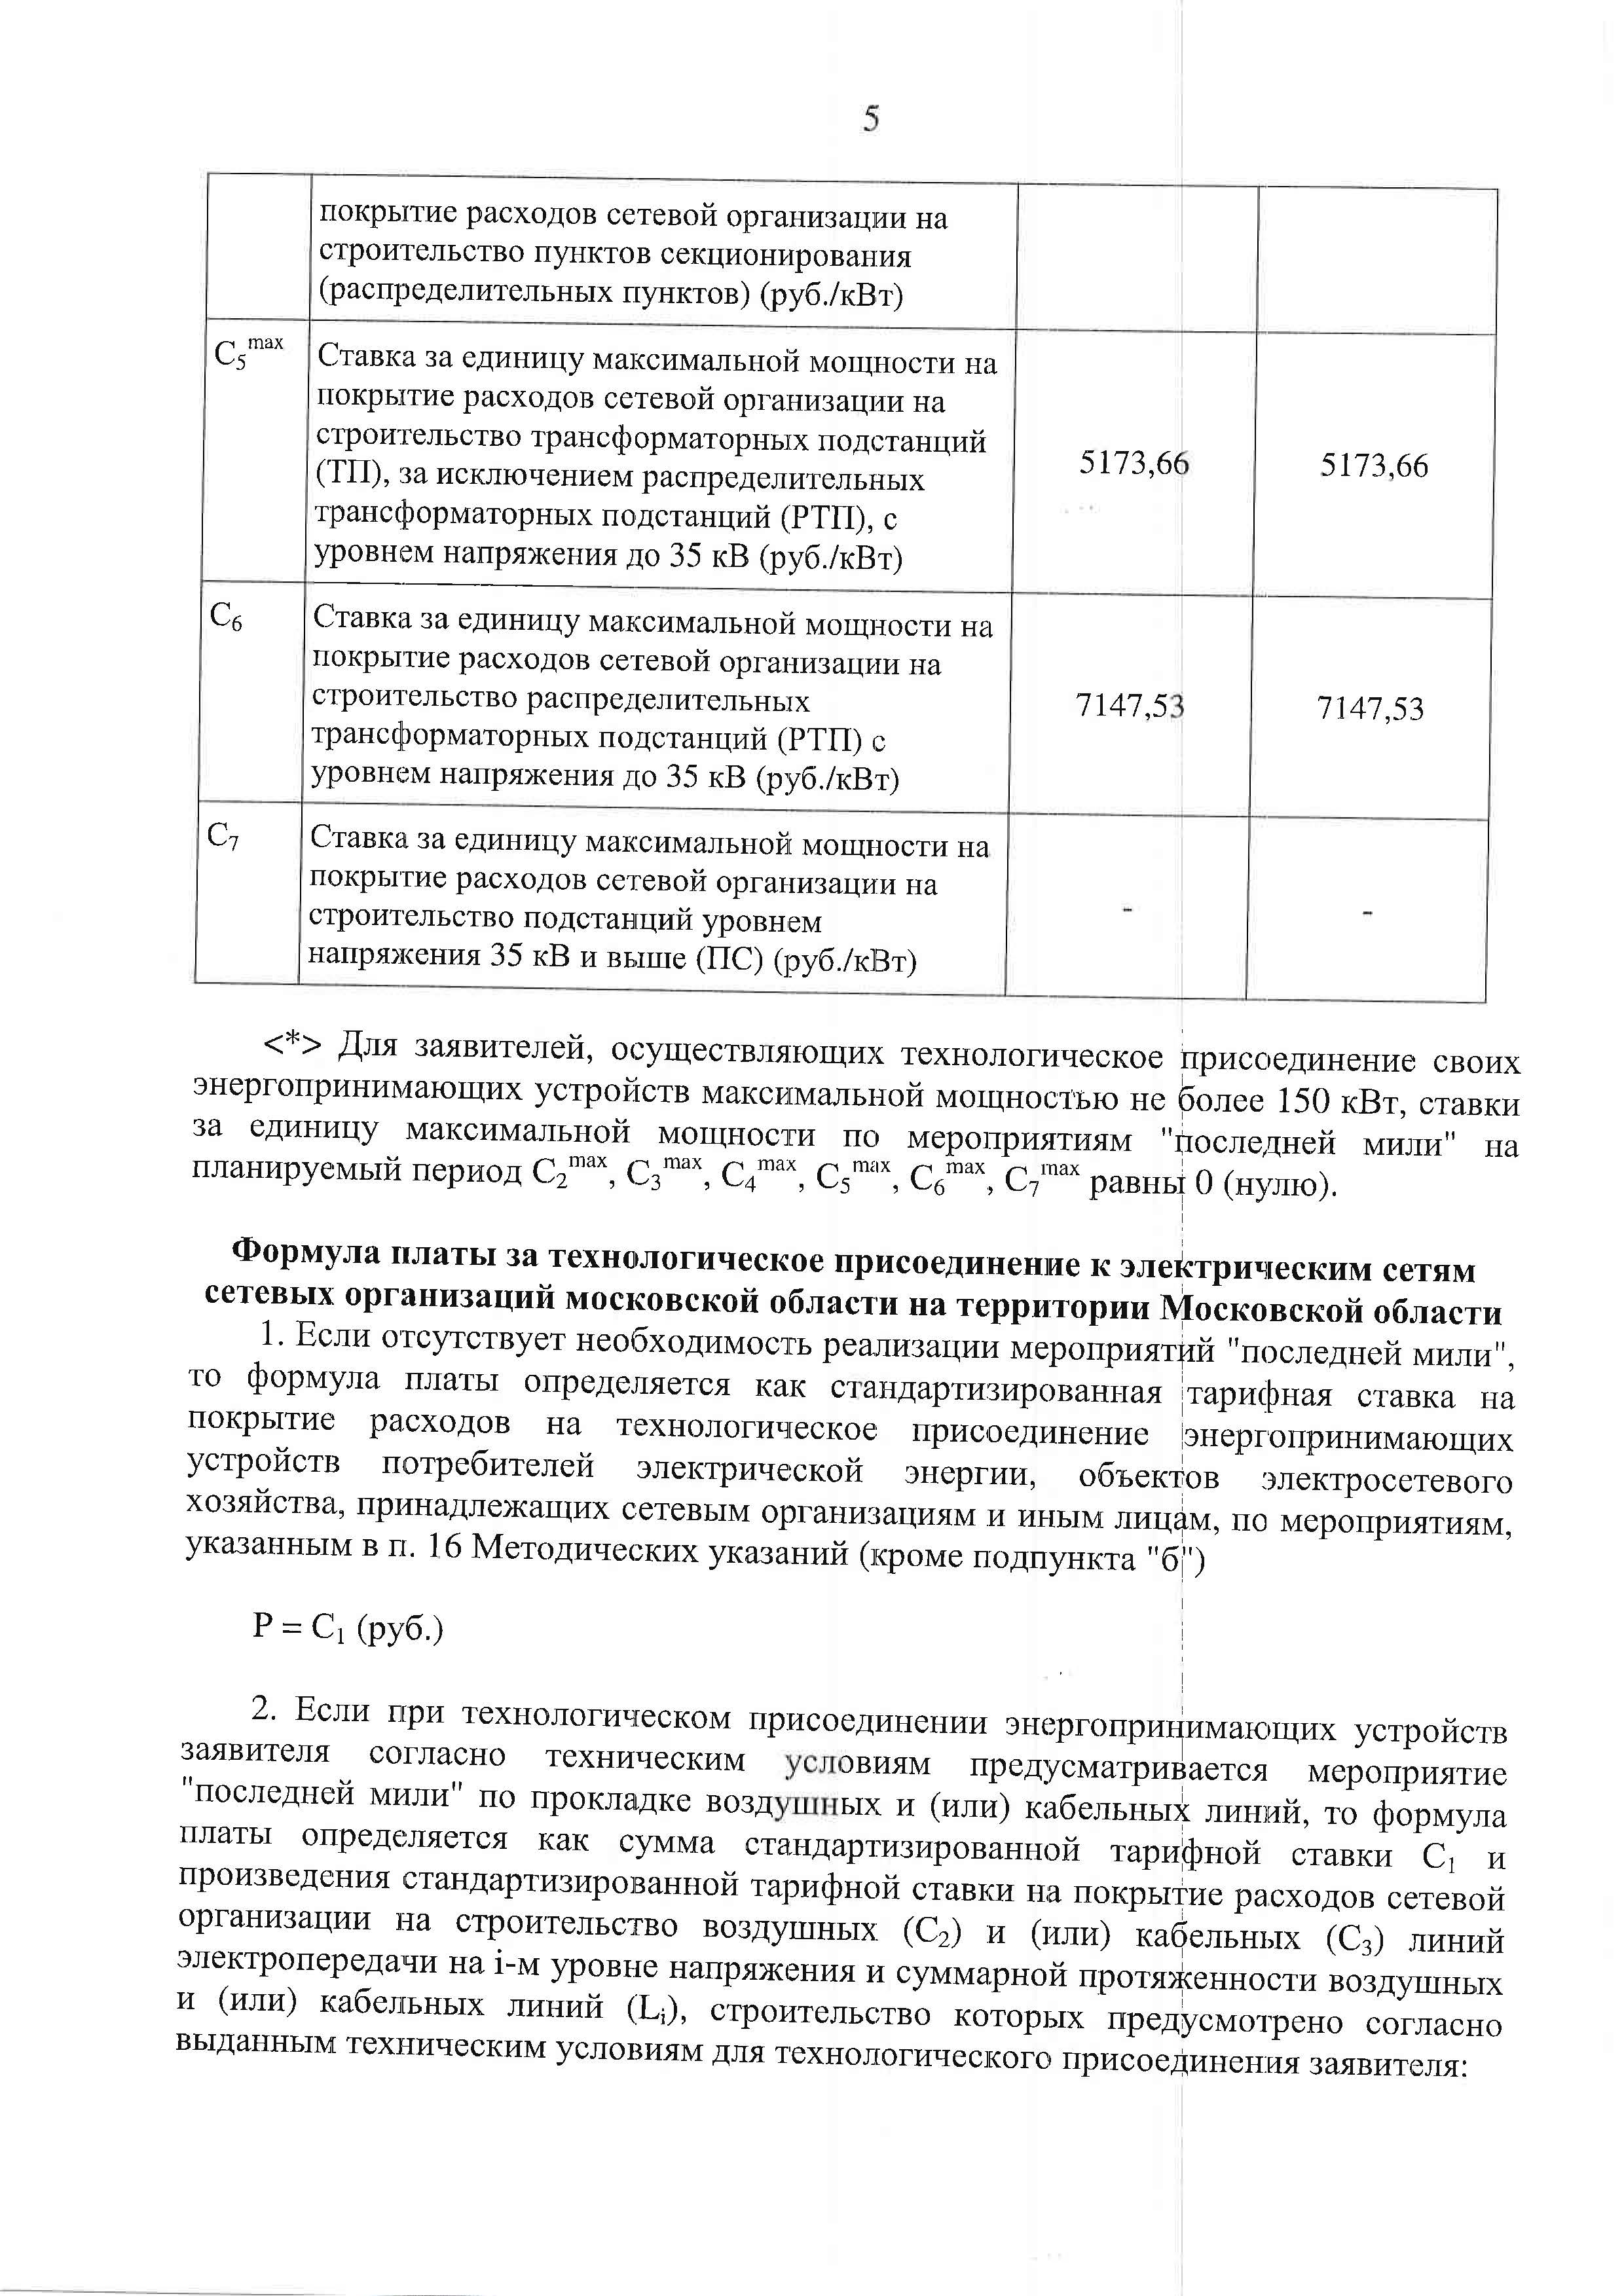 5
покрытие расходов сетевой организации на
строительство пунктов секционирования
(распределительных пунктов) (руб./кВт)
C₅ᵐᵃˣ
Ставка за единицу максимальной мощности на
покрытие расходов сетевой организации на
строительство трансформаторных подстанций
(ТП), за исключением распределительных
трансформаторных подстанций (РТП), с
уровнем напряжения до 35 кВ (руб./кВт)
5173,66
5173,66
C₆
Ставка за единицу максимальной мощности на
покрытие расходов сетевой организации на
строительство распределительных
трансформаторных подстанций (РТП) с
уровнем напряжения до 35 кВ (руб./кВт)
7147,53
7147,53
C₇
Ставка за единицу максимальной мощности на
покрытие расходов сетевой организации на
строительство подстанций уровнем
напряжения 35 кВ и выше (ПС) (руб./кВт)
-
-
<*> Для заявителей, осуществляющих технологическое присоединение своих
энергопринимающих устройств максимальной мощностью не более 150 кВт, ставки
за единицу максимальной мощности по мероприятиям "последней мили" на
планируемый период C₂ᵐᵃˣ, C₃ᵐᵃˣ, C₄ᵐᵃˣ, C₅ᵐᵃˣ, C₆ᵐᵃˣ, C₇ᵐᵃˣ равны 0 (нулю).
Формула платы за технологическое присоединение к электрическим сетям
сетевых организаций московской области на территории Московской области
1. Если отсутствует необходимость реализации мероприятий "последней мили",
то формула платы определяется как стандартизированная тарифная ставка на
покрытие расходов на технологическое присоединение энергопринимающих
устройств потребителей электрической энергии, объектов электросетевого
хозяйства, принадлежащих сетевым организациям и иным лицам, по мероприятиям,
указанным в п. 16 Методических указаний (кроме подпункта "б")
P = C₁ (руб.)
2. Если при технологическом присоединении энергопринимающих устройств
заявителя согласно техническим условиям предусматривается мероприятие
"последней мили" по прокладке воздушных и (или) кабельных линий, то формула
платы определяется как сумма стандартизированной тарифной ставки C₁ и
произведения стандартизированной тарифной ставки на покрытие расходов сетевой
организации на строительство воздушных (C₂) и (или) кабельных (C₃) линий
электропередачи на i-м уровне напряжения и суммарной протяженности воздушных
и (или) кабельных линий (Lᵢ), строительство которых предусмотрено согласно
выданным техническим условиям для технологического присоединения заявителя: